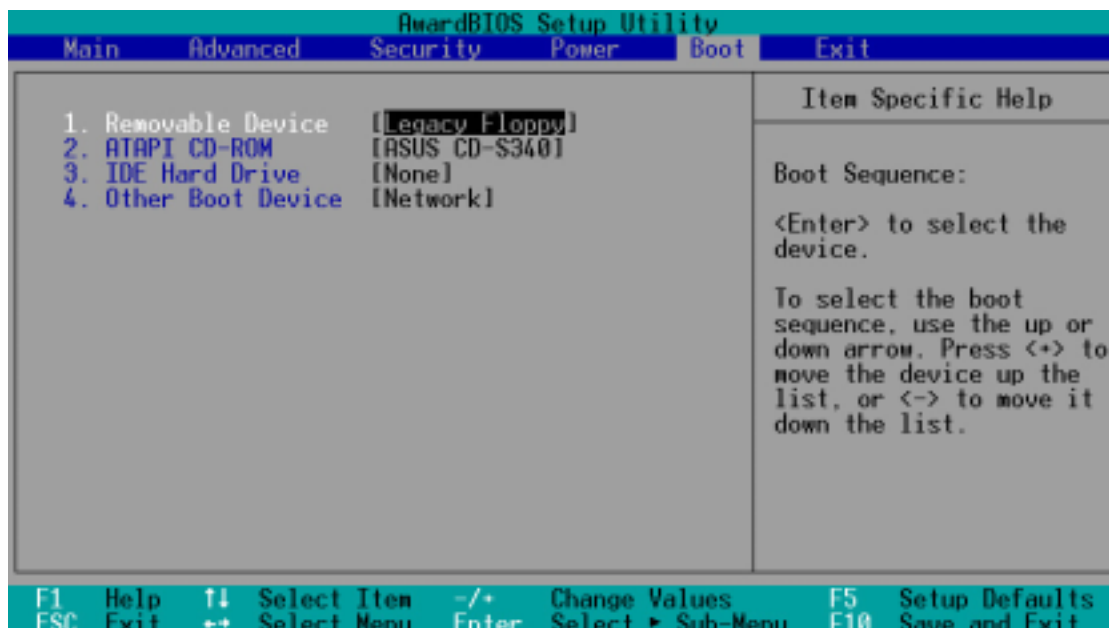 AwardBIOS Setup Utility
Main Advanced Security Power Boot Exit
1. Removable Device [Legacy Floppy]
2. ATAPI CD-ROM [ASUS CD-S340]
3. IDE Hard Drive [None]
4. Other Boot Device [Network]
Item Specific Help
Boot Sequence:
<Enter> to select the
device.
To select the boot
sequence, use the up or
down arrow. Press <+> to
move the device up the
list, or <-> to move it
down the list.
F1 Help ↑↓ Select Item -/+ Change Values F5 Setup Defaults
ESC Exit ←→ Select Menu Enter Select ► Sub-Menu F10 Save and Exit